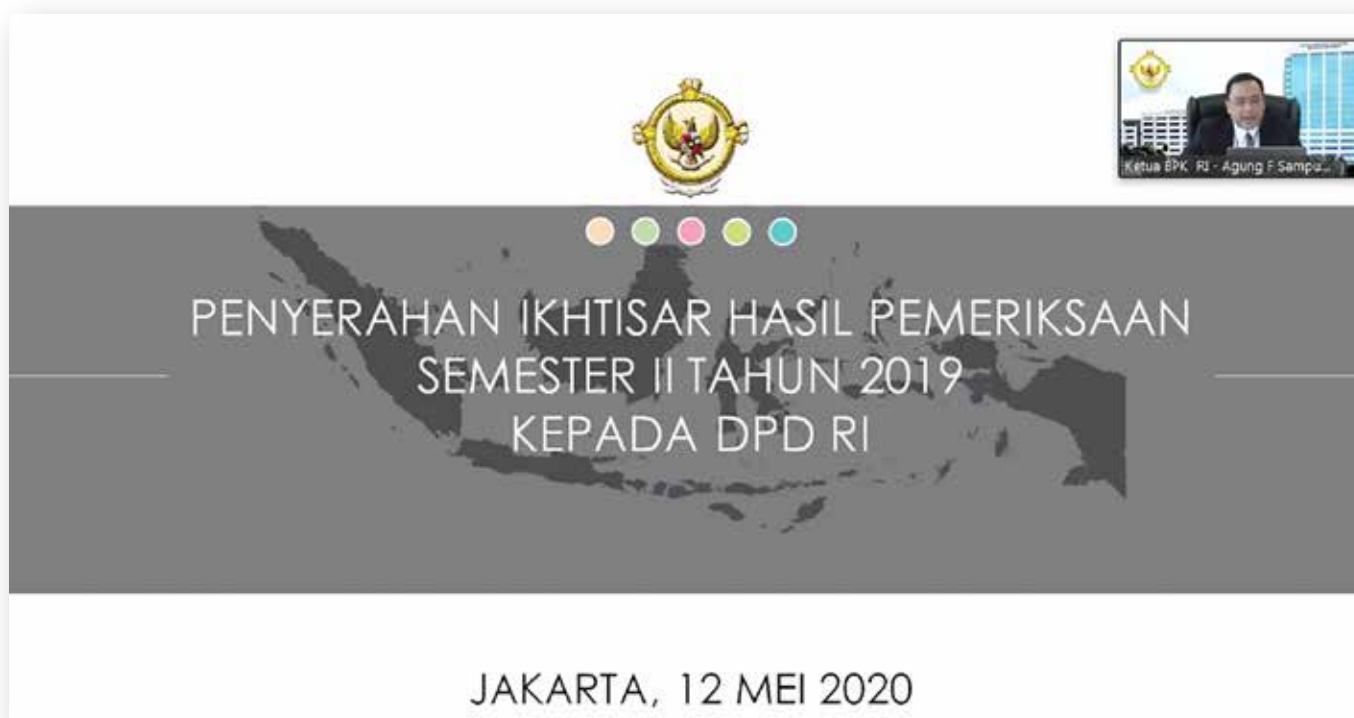 Ketua BPK RI - Agung F Sampu...
PENYERAHAN IKHTISAR HASIL PEMERIKSAAN
SEMESTER II TAHUN 2019
KEPADA DPD RI
JAKARTA, 12 MEI 2020